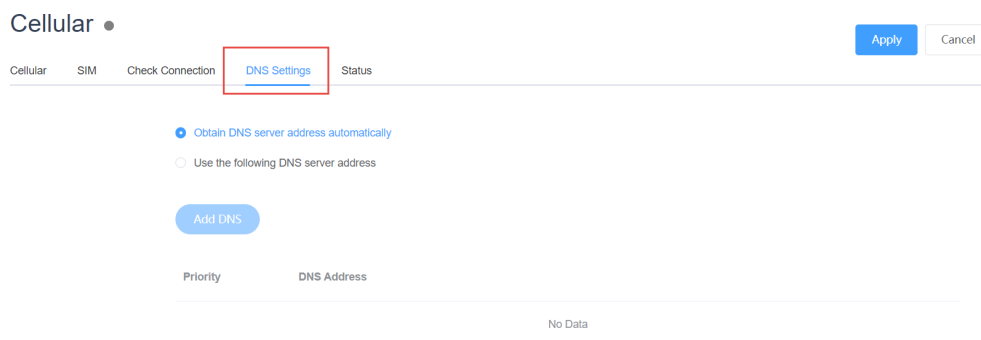 Cellular
Apply Cancel
Cellular SIM Check Connection DNS Settings Status
Obtain DNS server address automatically
Use the following DNS server address
Add DNS
Priority DNS Address
No Data